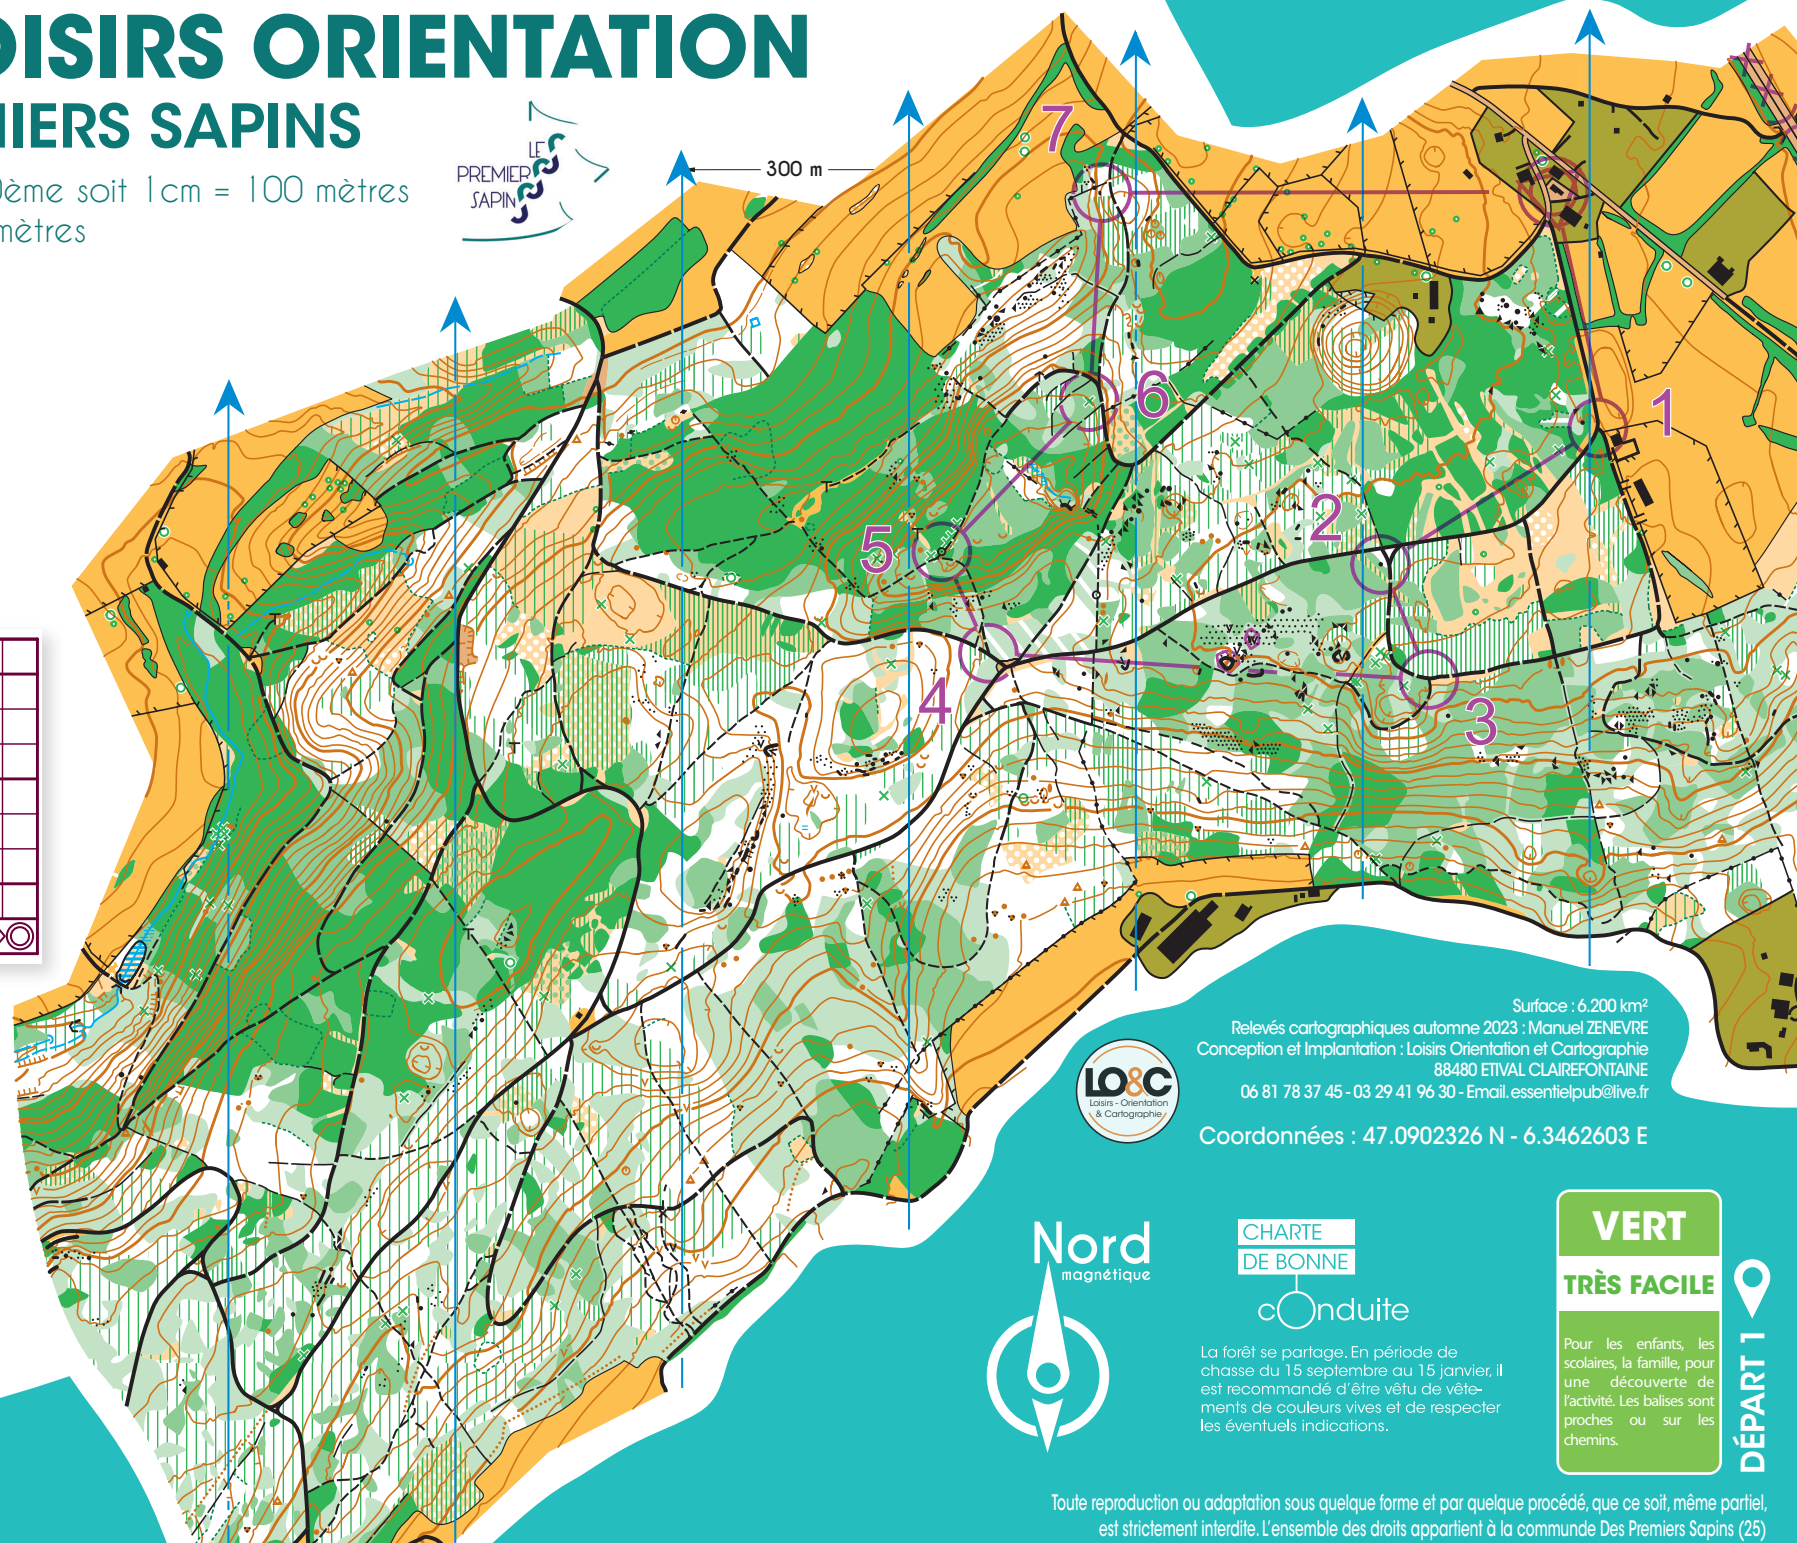 OISIRS ORIENTATION
MIERS SAPINS
0ème soit 1cm = 100 mètres
mètres
LE
PREMIER
SAPIN
300 m
7
1
6
2
5
4
3
Surface : 6.200 km²
Relevés cartographiques automne 2023 : Manuel ZENEVRE
Conception et Implantation : Loisirs Orientation et Cartographie
88480 ETIVAL CLAIREFONTAINE
06 81 78 37 45 - 03 29 41 96 30 - Email. essentielpub@live.fr
LO&C
Loisirs - Orientation
& Cartographie
Coordonnées : 47.0902326 N - 6.3462603 E
Nord
magnétique
CHARTE
DE BONNE
cOnduite
La forêt se partage. En période de
chasse du 15 septembre au 15 janvier, il
est recommandé d'être vêtu de vête-
ments de couleurs vives et de respecter
les éventuels indications.
VERT
TRÈS FACILE
Pour les enfants, les
scolaires, la famille, pour
une découverte de
l'activité. Les balises sont
proches ou sur les
chemins.
DÉPART 1
Toute reproduction ou adaptation sous quelque forme et par quelque procédé, que ce soit, même partiel,
est strictement interdite. L'ensemble des droits appartient à la commune Des Premiers Sapins (25)